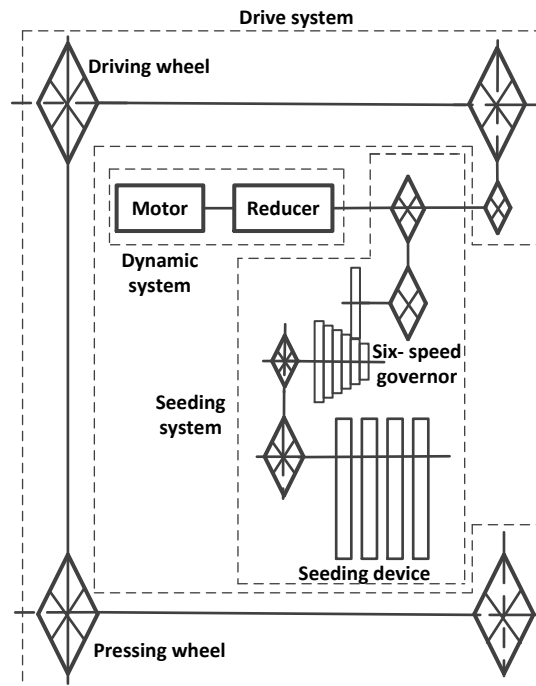 Drive system
Driving wheel
Motor
Reducer
Dynamic
system
Six- speed
governor
Seeding
system
Seeding device
Pressing wheel